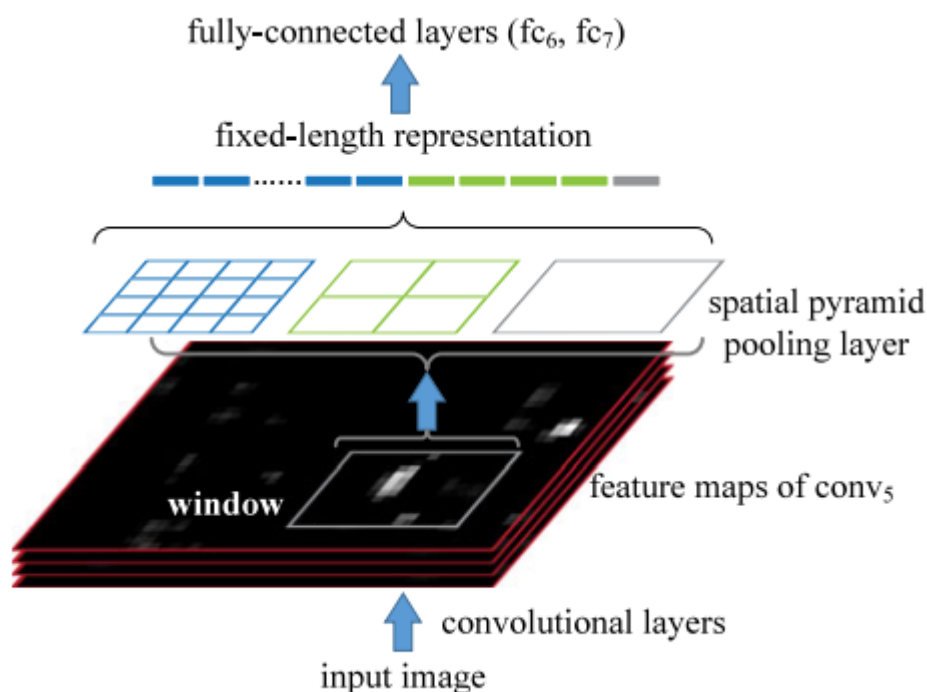 fully-connected layers (fc₆, fc₇)
fixed-length representation
spatial pyramid
pooling layer
window
feature maps of conv₅
convolutional layers
input image